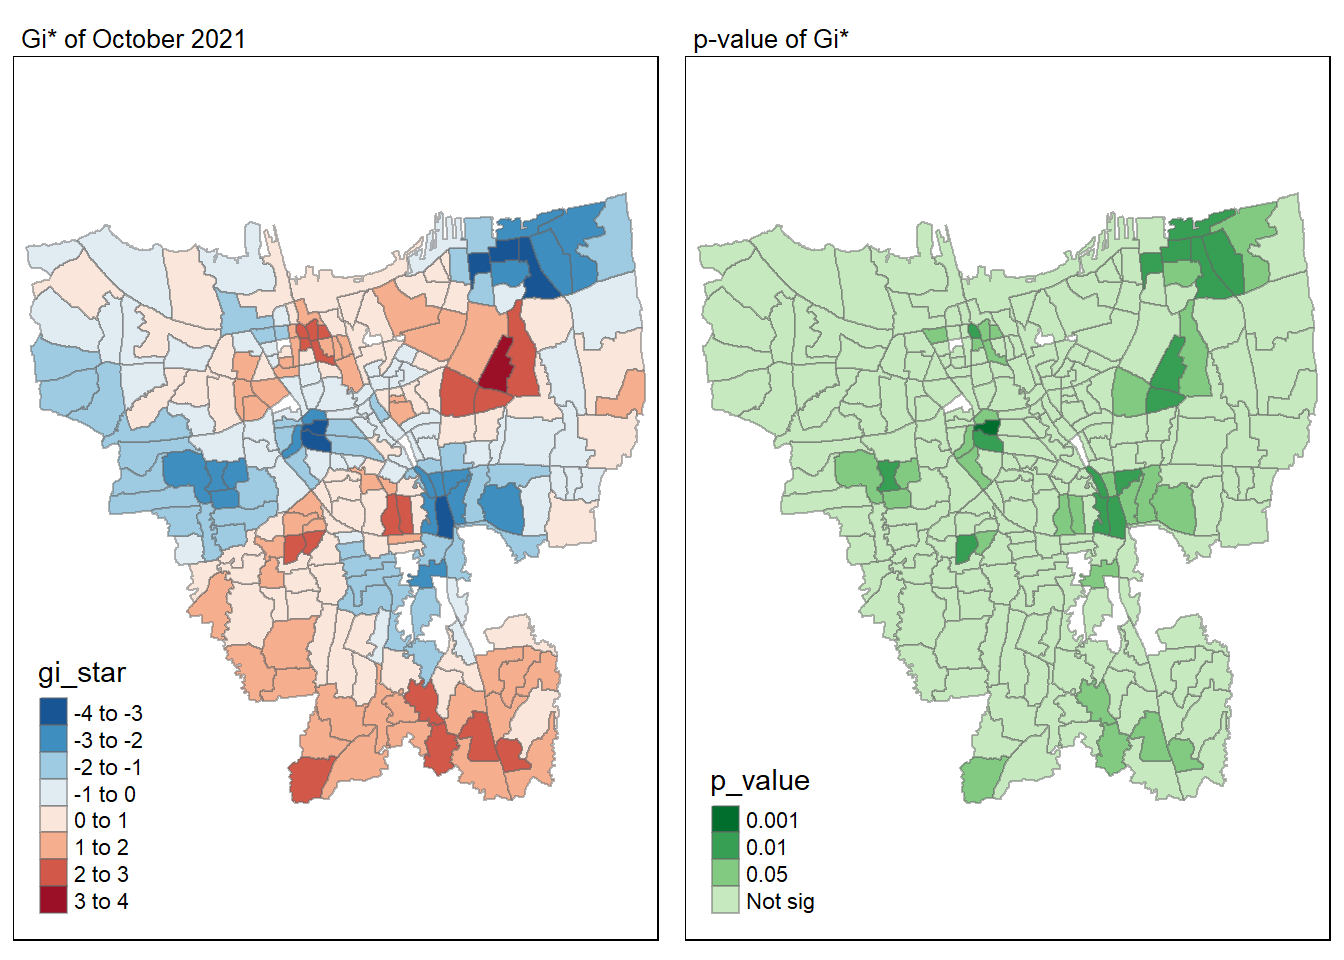 Gi* of October 2021
p-value of Gi*
gi_star
-4 to -3
-3 to -2
-2 to -1
-1 to 0
0 to 1
1 to 2
2 to 3
3 to 4
p_value
0.001
0.01
0.05
Not sig